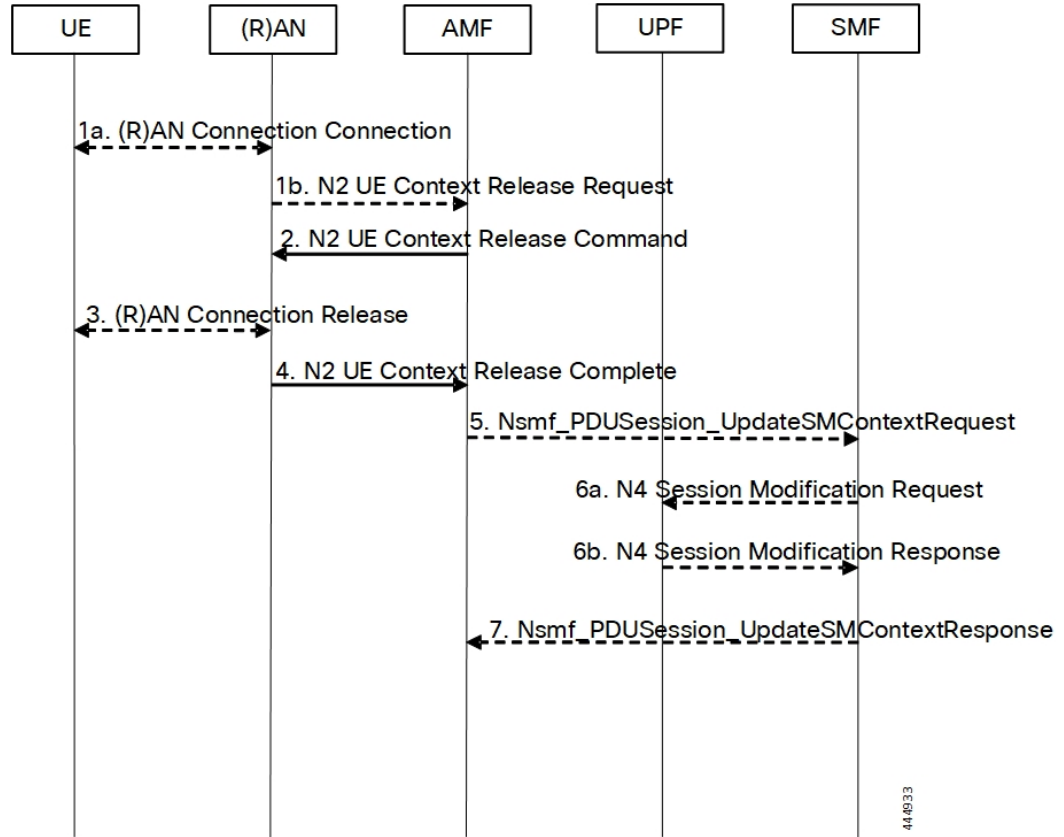 UE
(R)AN
AMF
UPF
SMF
1a. (R)AN Connection Connection
1b. N2 UE Context Release Request
2. N2 UE Context Release Command
3. (R)AN Connection Release
4. N2 UE Context Release Complete
5. Nsmf_PDUSession_UpdateSMContextRequest
6a. N4 Session Modification Request
6b. N4 Session Modification Response
7. Nsmf_PDUSession_UpdateSMContextResponse
444933